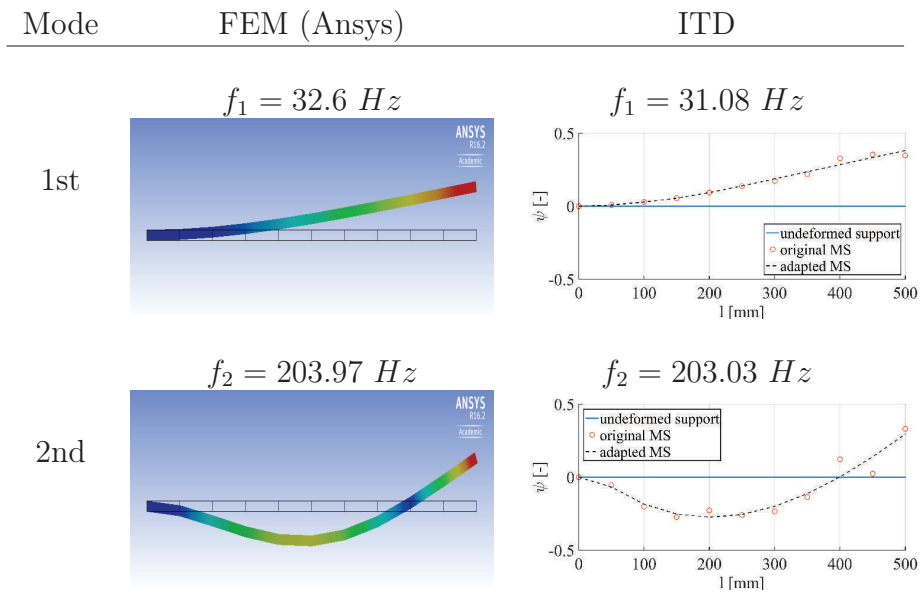 Mode FEM (Ansys) ITD
f₁ = 32.6 Hz f₁ = 31.08 Hz
1st
ANSYS
R16.2
Academic
0.5
0
-0.5
ψ [-]
undeformed support
original MS
adapted MS
0 100 200 300 400 500
l [mm]
f₂ = 203.97 Hz f₂ = 203.03 Hz
2nd
ANSYS
R16.2
Academic
0.5
0
-0.5
ψ [-]
undeformed support
original MS
adapted MS
0 100 200 300 400 500
l [mm]